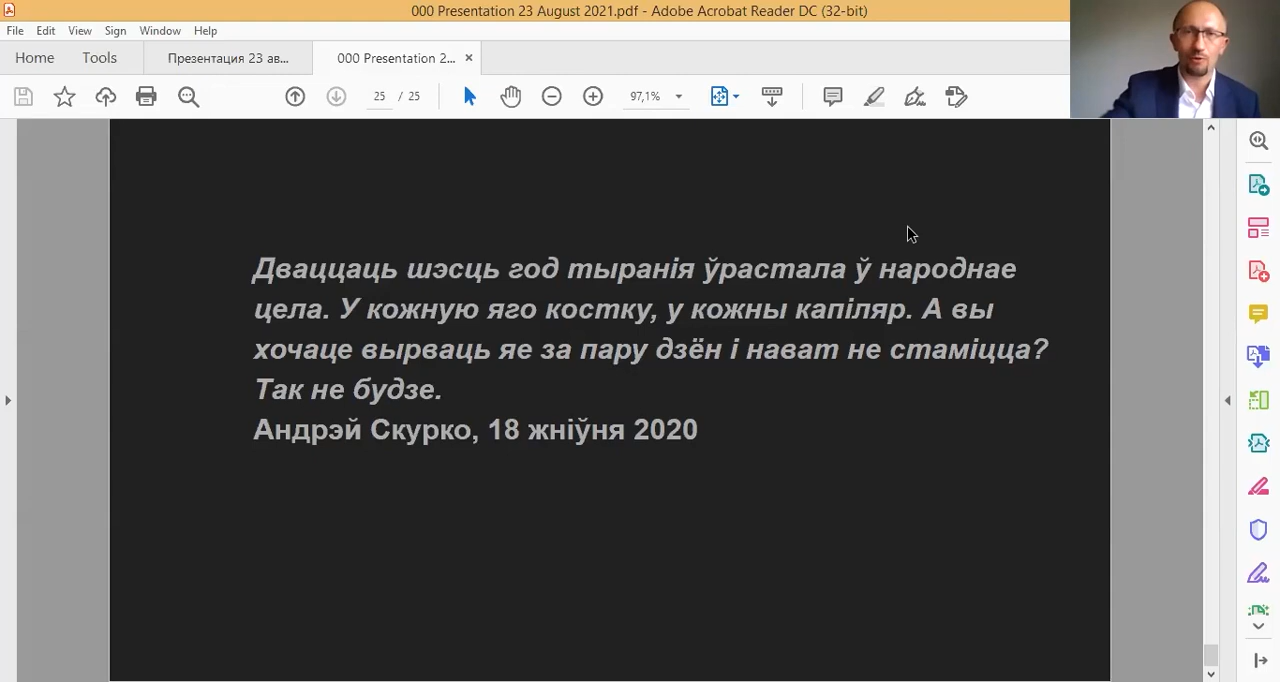 000 Presentation 23 August 2021.pdf - Adobe Acrobat Reader DC (32-bit)
File Edit View Sign Window Help
Home Tools Презентация 23 ав... 000 Presentation 2... ×
25 / 25 97,1%
Дваццаць шэсць год тыранія ўрастала ў народнае
цела. У кожную яго костку, у кожны капіляр. А вы
хочаце вырваць яе за пару дзён і нават не стаміцца?
Так не будзе.
Андрэй Скурко, 18 жніўня 2020